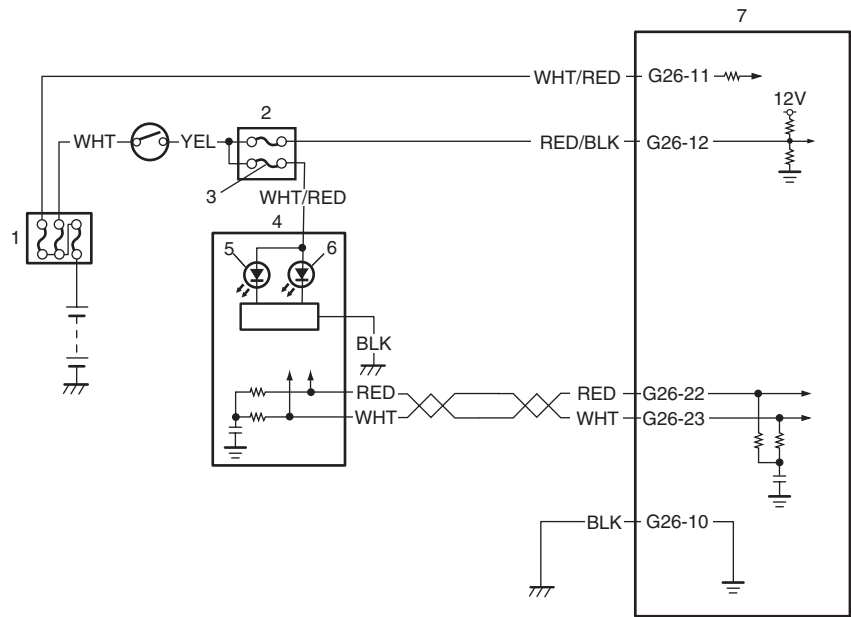 7
WHT/RED
G26-11
2
12V
WHT
YEL
RED/BLK
G26-12
3
WHT/RED
4
1
5
6
BLK
RED
RED
G26-22
WHT
WHT
G26-23
BLK
G26-10